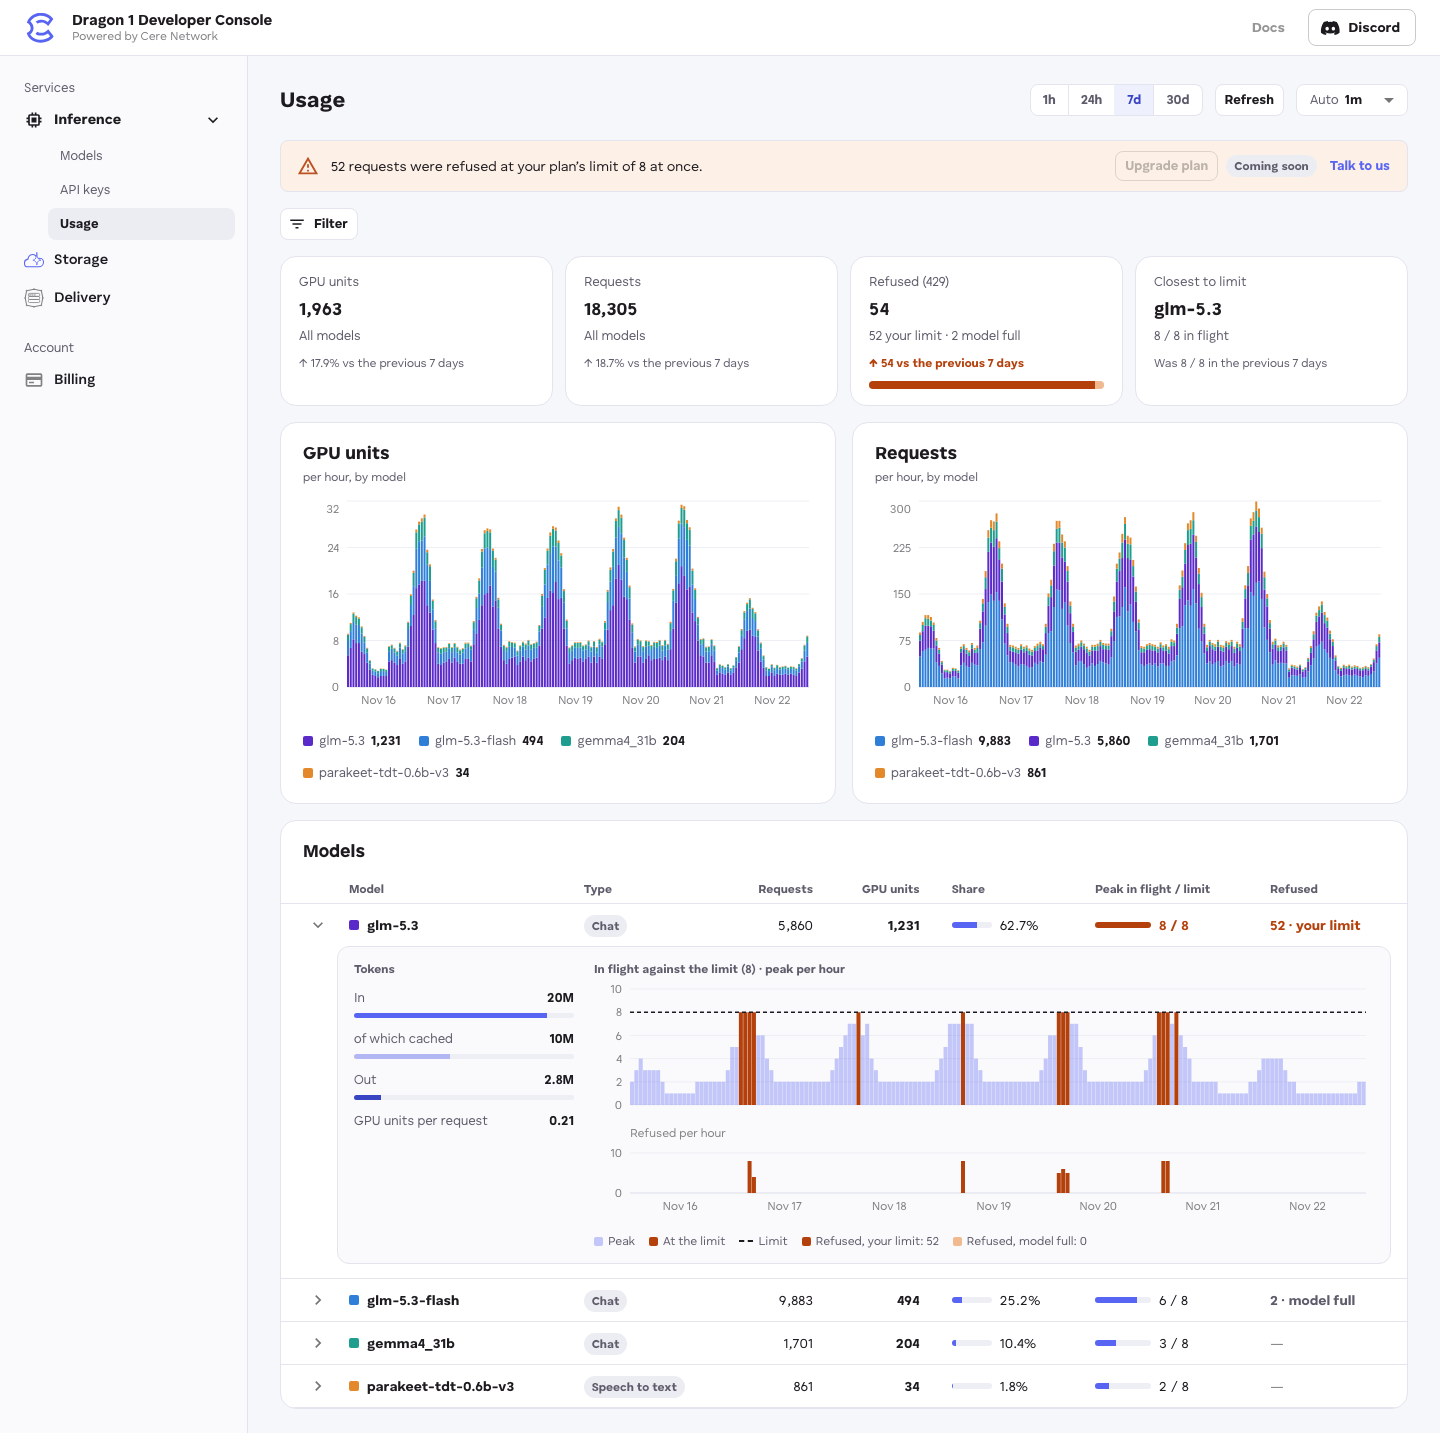 Dragon 1 Developer Console
Powered by Cere Network
Docs
Discord
Services
Inference
Models
API keys
Usage
Storage
Delivery
Account
Billing
Usage
1h 24h 7d 30d
Refresh
Auto 1m
52 requests were refused at your plan’s limit of 8 at once.
Upgrade plan
Coming soon
Talk to us
Filter
GPU units
1,963
All models
↑ 17.9% vs the previous 7 days
Requests
18,305
All models
↑ 18.7% vs the previous 7 days
Refused (429)
54
52 your limit · 2 model full
↑ 54 vs the previous 7 days
Closest to limit
glm-5.3
8 / 8 in flight
Was 8 / 8 in the previous 7 days
GPU units
per hour, by model
32
24
16
8
0
Nov 16 Nov 17 Nov 18 Nov 19 Nov 20 Nov 21 Nov 22
glm-5.3 1,231 glm-5.3-flash 494 gemma4_31b 204
parakeet-tdt-0.6b-v3 34
Requests
per hour, by model
300
225
150
75
0
Nov 16 Nov 17 Nov 18 Nov 19 Nov 20 Nov 21 Nov 22
glm-5.3-flash 9,883 glm-5.3 5,860 gemma4_31b 1,701
parakeet-tdt-0.6b-v3 861
Models
Model Type Requests GPU units Share Peak in flight / limit Refused
glm-5.3 Chat 5,860 1,231 62.7% 8 / 8 52 · your limit
Tokens
In 20M
of which cached 10M
Out 2.8M
GPU units per request 0.21
In flight against the limit (8) · peak per hour
10
8
6
4
2
0
Refused per hour
10
0
Nov 16 Nov 17 Nov 18 Nov 19 Nov 20 Nov 21 Nov 22
Peak At the limit Limit Refused, your limit: 52 Refused, model full: 0
glm-5.3-flash Chat 9,883 494 25.2% 6 / 8 2 · model full
gemma4_31b Chat 1,701 204 10.4% 3 / 8 —
parakeet-tdt-0.6b-v3 Speech to text 861 34 1.8% 2 / 8 —